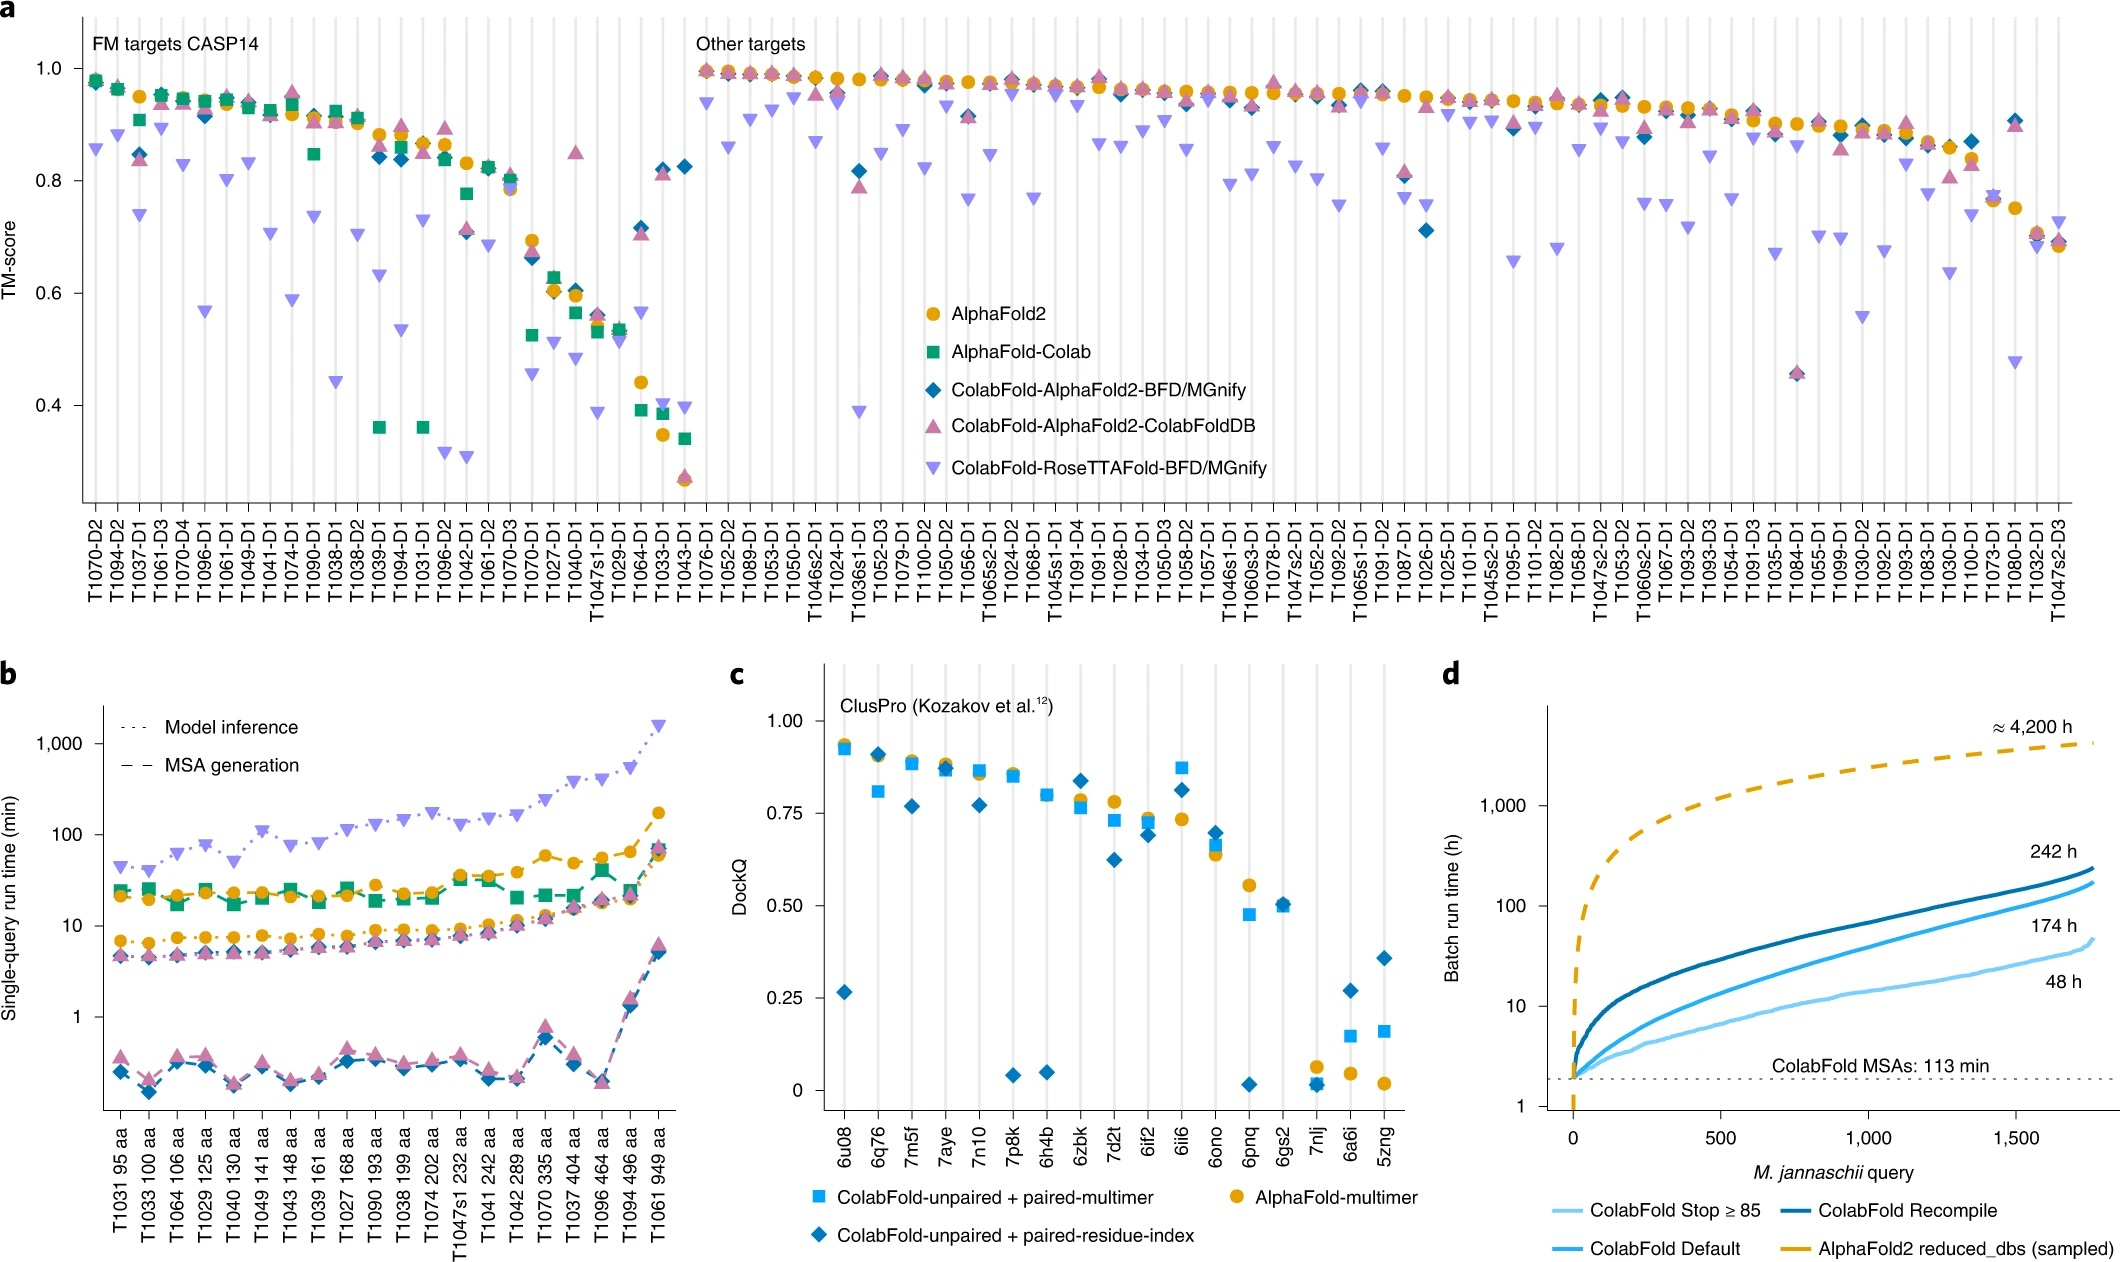 a
FM targets CASP14
Other targets
1.0
0.8
0.6
0.4
TM-score
AlphaFold2
AlphaFold-Colab
ColabFold-AlphaFold2-BFD/MGnify
ColabFold-AlphaFold2-ColabFoldDB
ColabFold-RoseTTAFold-BFD/MGnify
T1070-D2
T1094-D2
T1037-D1
T1061-D3
T1070-D4
T1096-D1
T1061-D1
T1049-D1
T1041-D1
T1074-D1
T1090-D1
T1038-D1
T1038-D2
T1039-D1
T1094-D1
T1031-D1
T1096-D2
T1042-D1
T1061-D2
T1070-D3
T1070-D1
T1027-D1
T1040-D1
T1047s1-D1
T1029-D1
T1064-D1
T1033-D1
T1043-D1
T1076-D1
T1052-D2
T1089-D1
T1053-D1
T1050-D1
T1046s2-D1
T1024-D1
T1036s1-D1
T1052-D3
T1079-D1
T1100-D2
T1050-D2
T1056-D1
T1065s2-D1
T1024-D2
T1068-D1
T1045s1-D1
T1091-D4
T1091-D1
T1028-D1
T1034-D1
T1050-D3
T1058-D2
T1057-D1
T1046s1-D1
T1060s3-D1
T1078-D1
T1047s2-D1
T1052-D1
T1092-D2
T1065s1-D1
T1091-D2
T1087-D1
T1026-D1
T1025-D1
T1101-D1
T1045s2-D1
T1095-D1
T1101-D2
T1082-D1
T1058-D1
T1047s2-D2
T1053-D2
T1060s2-D1
T1067-D1
T1093-D2
T1093-D3
T1054-D1
T1091-D3
T1035-D1
T1084-D1
T1055-D1
T1099-D1
T1030-D2
T1092-D1
T1093-D1
T1083-D1
T1030-D1
T1100-D1
T1073-D1
T1080-D1
T1032-D1
T1047s2-D3
b
Model inference
MSA generation
1,000
100
10
1
Single-query run time (min)
T1031 95 aa
T1033 100 aa
T1064 106 aa
T1029 125 aa
T1040 130 aa
T1049 141 aa
T1043 148 aa
T1039 161 aa
T1027 168 aa
T1090 193 aa
T1038 199 aa
T1074 202 aa
T1047s1 232 aa
T1041 242 aa
T1042 289 aa
T1070 335 aa
T1037 404 aa
T1096 464 aa
T1094 496 aa
T1061 949 aa
c
ClusPro (Kozakov et al.12)
1.00
0.75
0.50
0.25
0
DockQ
6u08
6q76
7m5f
7aye
7n10
7p8k
6h4b
6zbk
7d2t
6if2
6ii6
6ono
6pnq
6gs2
7nlj
6a6i
5zng
ColabFold-unpaired + paired-multimer
AlphaFold-multimer
ColabFold-unpaired + paired-residue-index
d
≈ 4,200 h
242 h
174 h
48 h
ColabFold MSAs: 113 min
1,000
100
10
1
Batch run time (h)
0
500
1,000
1,500
M. jannaschii query
ColabFold Stop ≥ 85
ColabFold Recompile
ColabFold Default
AlphaFold2 reduced_dbs (sampled)